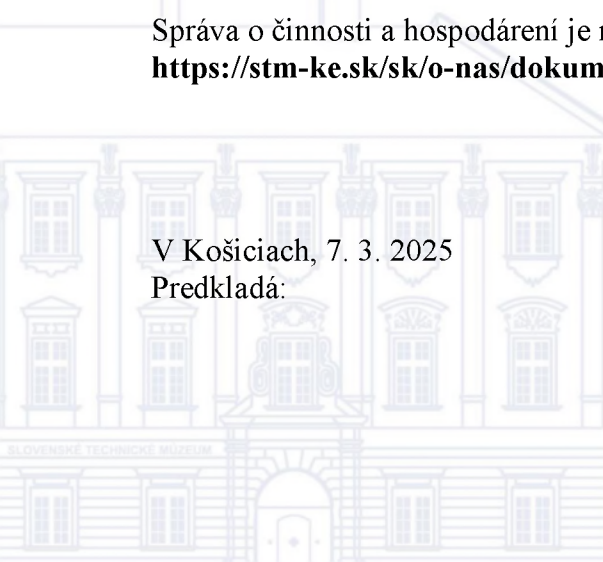 Správa o činnosti a hospodárení je
https://stm-ke.sk/sk/o-nas/dokum
V Košiciach, 7. 3. 2025
Predkladá:
SLOVENSKÉ TECHNICKÉ MÚZEUM